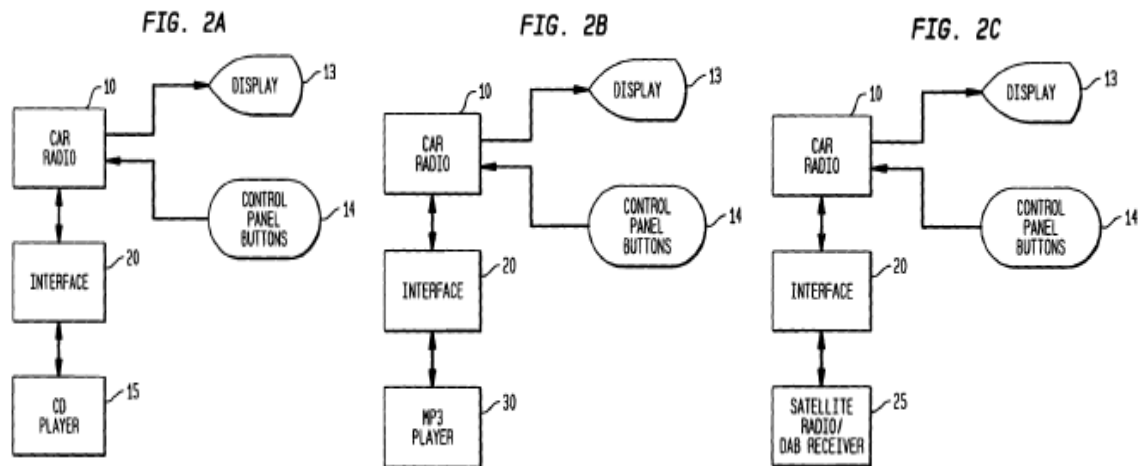 FIG. 2A
10
CAR
RADIO
DISPLAY
13
CONTROL
PANEL
BUTTONS
14
20
INTERFACE
15
CD
PLAYER
FIG. 2B
10
CAR
RADIO
DISPLAY
13
CONTROL
PANEL
BUTTONS
14
20
INTERFACE
30
MP3
PLAYER
FIG. 2C
10
CAR
RADIO
DISPLAY
13
CONTROL
PANEL
BUTTONS
14
20
INTERFACE
25
SATELLITE
RADIO/
DAB RECEIVER